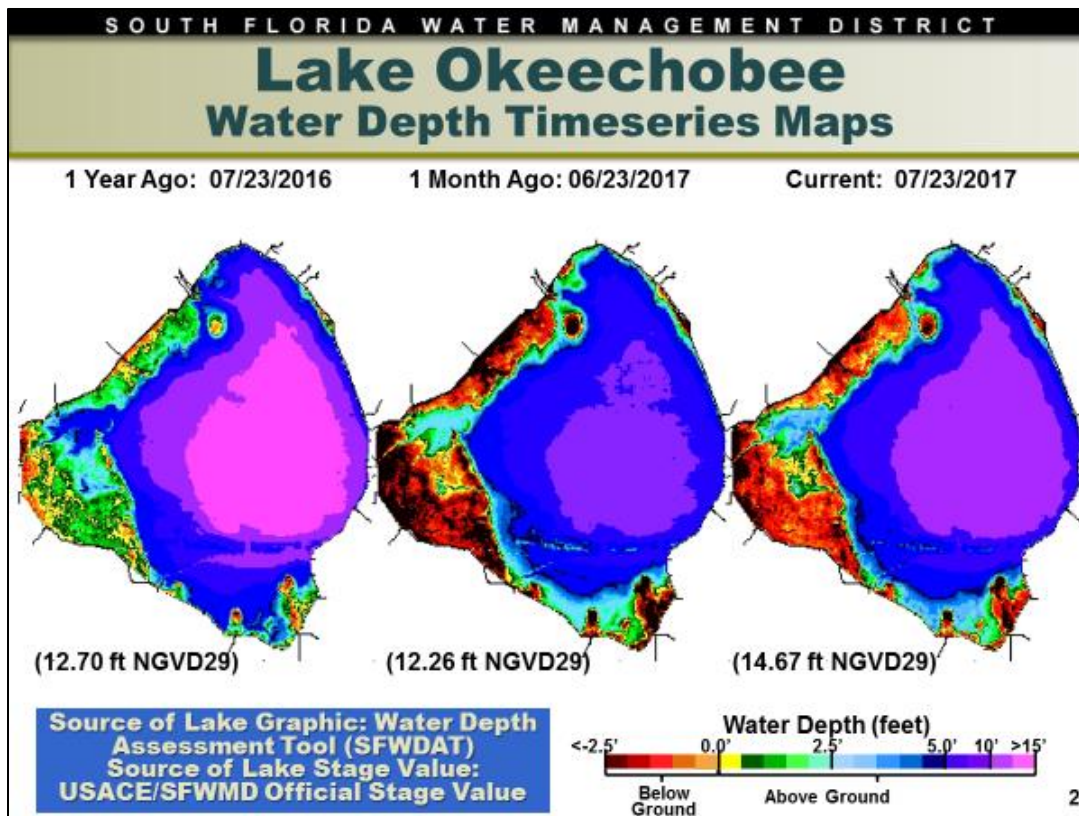 SOUTH FLORIDA WATER MANAGEMENT DISTRICT
Lake Okeechobee
Water Depth Timeseries Maps
1 Year Ago: 07/23/2016
1 Month Ago: 06/23/2017
Current: 07/23/2017
(12.70 ft NGVD29)
(12.26 ft NGVD29)
(14.67 ft NGVD29)
Source of Lake Graphic: Water Depth
Assessment Tool (SFWDAT)
Source of Lake Stage Value:
USACE/SFWMD Official Stage Value
Water Depth (feet)
<-2.5' 0.0' 2.5' 5.0' 10' >15'
Below
Ground
Above Ground
2